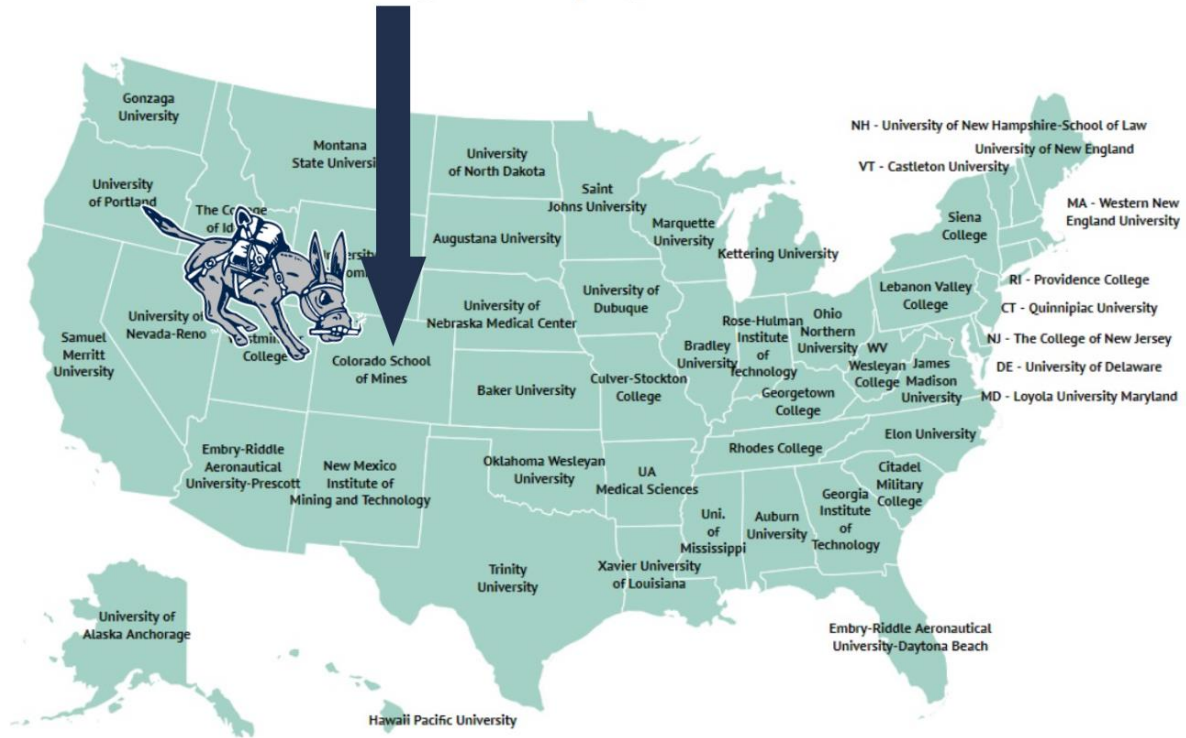 Gonzaga
University
Montana
State
University
of North Dakota
University
of Portland
The
of
Saint
Johns University
Augustana University
Marquette
University
Kettering University
NH - University of New Hampshire-School of Law
University of New England
VT - Castleton University
MA - Western New
England University
Siena
College
RI - Providence College
CT - Quinnipiac University
NJ - The College of New Jersey
DE - University of Delaware
MD - Loyola University Maryland
Lebanon Valley
College
Samuel
Merritt
University
University of
Nevada-Reno
College
Colorado School
of Mines
University of
Nebraska Medical Center
University of
Dubuque
Bradley
University
Rose-Hulman
Institute
of
Technology
Ohio
Northern
University
WV
Wesleyan
College
James
Madison
University
Baker University
Culver-Stockton
College
Georgetown
College
Elon University
Rhodes College
Embry-Riddle
Aeronautical
University-Prescott
New Mexico
Institute of
Mining and Technology
Oklahoma Wesleyan
University
UA
Medical Sciences
Citadel
Military
College
Georgia
Institute
of
Technology
Uni.
of
Mississippi
Auburn
University
Trinity
University
Xavier University
of Louisiana
University of
Alaska Anchorage
Embry-Riddle Aeronautical
University-Daytona Beach
Hawaii Pacific University